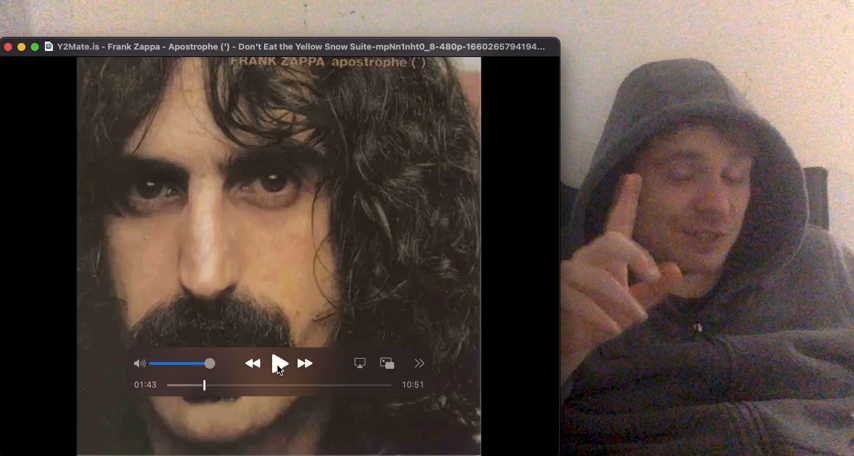 Y2Mate.is - Frank Zappa - Apostrophe (') - Don't Eat the Yellow Snow Suite-mpNn1nht0_8-480p-1660265794194...
FRANK ZAPPA apostrophe (')
01:43
10:51